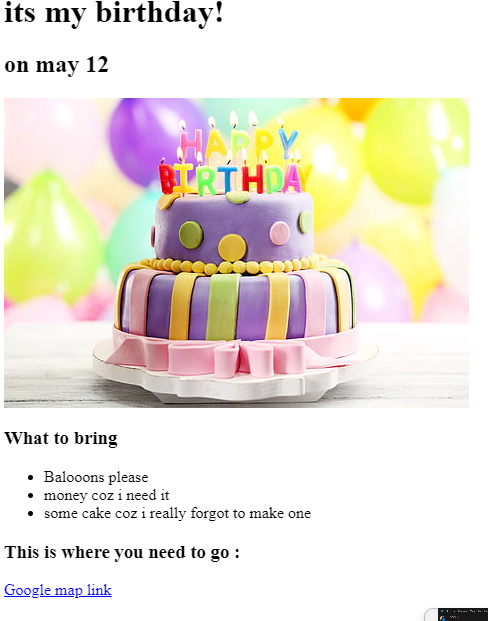 its my birthday!
on may 12
HAPPY
BIRTHDAY
What to bring
Balooons please
money coz i need it
some cake coz i really forgot to make one
This is where you need to go :
Google map link